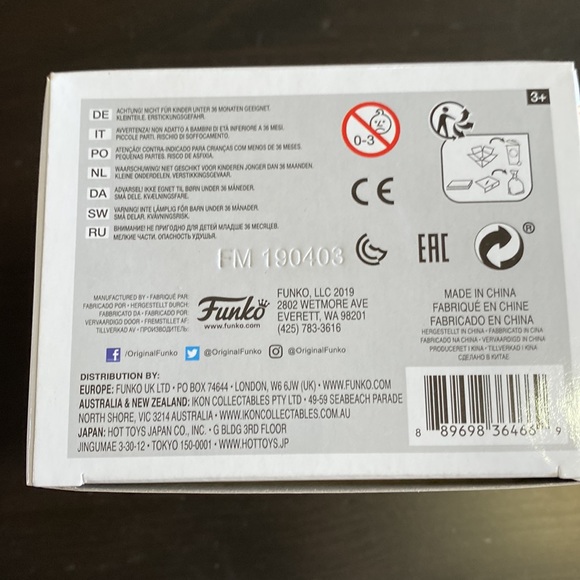 3+
DE ACHTUNG! NICHT FÜR KINDER UNTER 36 MONATEN GEEIGNET.
KLEINTEILE. ERSTICKUNGSGEFAHR.
IT AVVERTENZA! NON ADATTO A BAMBINI DI ETÀ INFERIORE A 36 MESI.
PICCOLE PARTI. RISCHIO DI SOFFOCAMENTO.
PO ATENÇÃO! CONTRA-INDICADO PARA CRIANÇAS COM MENOS DE 36 MESES.
PEQUENAS PARTES. RISCO DE ASFIXIA.
NL WAARSCHUWING! NIET GESCHIKT VOOR KINDEREN JONGER DAN 36 MAANDEN.
KLEINE ONDERDELEN. VERSTIKKINGSGEVAAR.
DA ADVARSEL! IKKE EGNET TIL BØRN UNDER 36 MÅNEDER.
SMÅ DELE. KVÆLNINGSFARE.
SW VARNING! INTE LÄMPLIG FÖR BARN UNDER 36 MÅNADER.
SMÅ DELAR. KVÄVNINGSRISK.
RU ВНИМАНИЕ! НЕ ПРИГОДНО ДЛЯ ДЕТЕЙ МЛАДШЕ 36 МЕСЯЦЕВ.
МЕЛКИЕ ЧАСТИ. ОПАСНОСТЬ УДУШЬЯ.
0-3
CE
FM 190403
EAC
®
MANUFACTURED BY • FABRIQUÉ PAR
FABRICADO POR • HERGESTELLT DURCH
FABBRICATO DA • FABRICADO POR:
VERVAARDIGD DOOR • FREMSTILLET AF:
TILLVERKAD AV • ПРОИЗВОДИТЕЛЬ:
Funko
www.funko.com
FUNKO, LLC 2019
2802 WETMORE AVE
EVERETT, WA 98201
(425) 783-3616
MADE IN CHINA
FABRIQUÉ EN CHINE
FABRICADO EN CHINA
HERGESTELLT IN CHINA • FABBRICATO IN CINA
FABRICADO NA CHINA • VERVAARDIGD IN CHINA
PRODUCERET I KINA • TILLVERKAD I KINA
СДЕЛАНО В КИТАЕ
/OriginalFunko @OriginalFunko @OriginalFunko
DISTRIBUTION BY:
EUROPE: FUNKO UK LTD • PO BOX 74644 • LONDON, W6 6JW (UK) • WWW.FUNKO.COM
AUSTRALIA & NEW ZEALAND: IKON COLLECTABLES PTY LTD • 49-59 SEABEACH PARADE
NORTH SHORE, VIC 3214 AUSTRALIA • WWW.IKONCOLLECTABLES.COM.AU
JAPAN: HOT TOYS JAPAN CO., INC. • G BLDG 3RD FLOOR
JINGUMAE 3-30-12 • TOKYO 150-0001 • WWW.HOTTOYS.JP
8 89698 36466 9